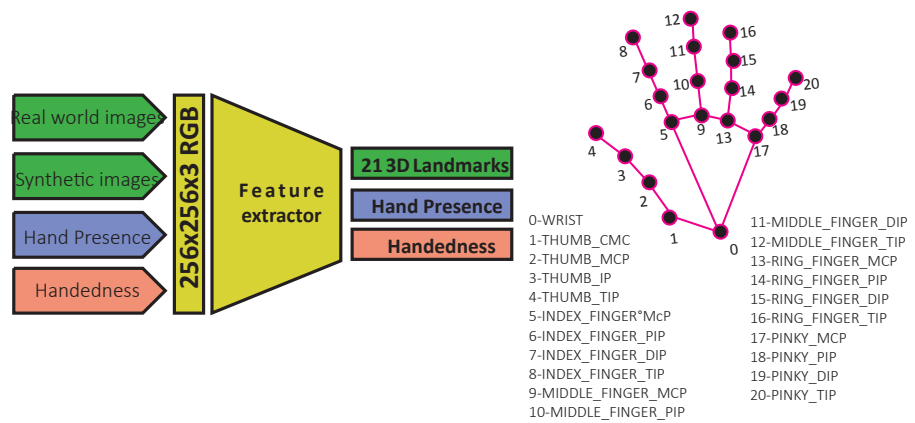 Real world images
Synthetic images
Hand Presence
Handedness
256x256x3 RGB
Feature
extractor
21 3D Landmarks
Hand Presence
Handedness
12
16
8
11
15
7
10
20
14
6
19
5
9
13
18
4
17
3
2
1
0
0-WRIST
1-THUMB_CMC
2-THUMB_MCP
3-THUMB_IP
4-THUMB_TIP
5-INDEX_FINGER°McP
6-INDEX_FINGER_PIP
7-INDEX_FINGER_DIP
8-INDEX_FINGER_TIP
9-MIDDLE_FINGER_MCP
10-MIDDLE_FINGER_PIP
11-MIDDLE_FINGER_DIP
12-MIDDLE_FINGER_TIP
13-RING_FINGER_MCP
14-RING_FINGER_PIP
15-RING_FINGER_DIP
16-RING_FINGER_TIP
17-PINKY_MCP
18-PINKY_PIP
19-PINKY_DIP
20-PINKY_TIP